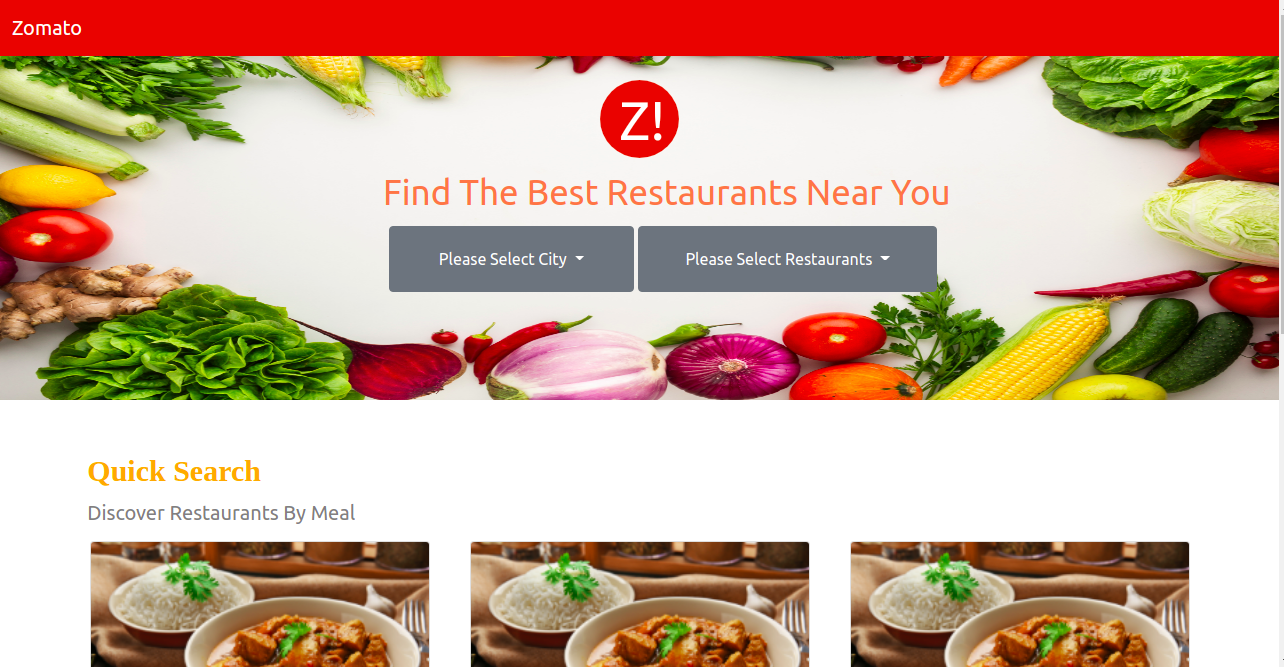 Zomato
Z!
Find The Best Restaurants Near You
Please Select City
Please Select Restaurants
Quick Search
Discover Restaurants By Meal